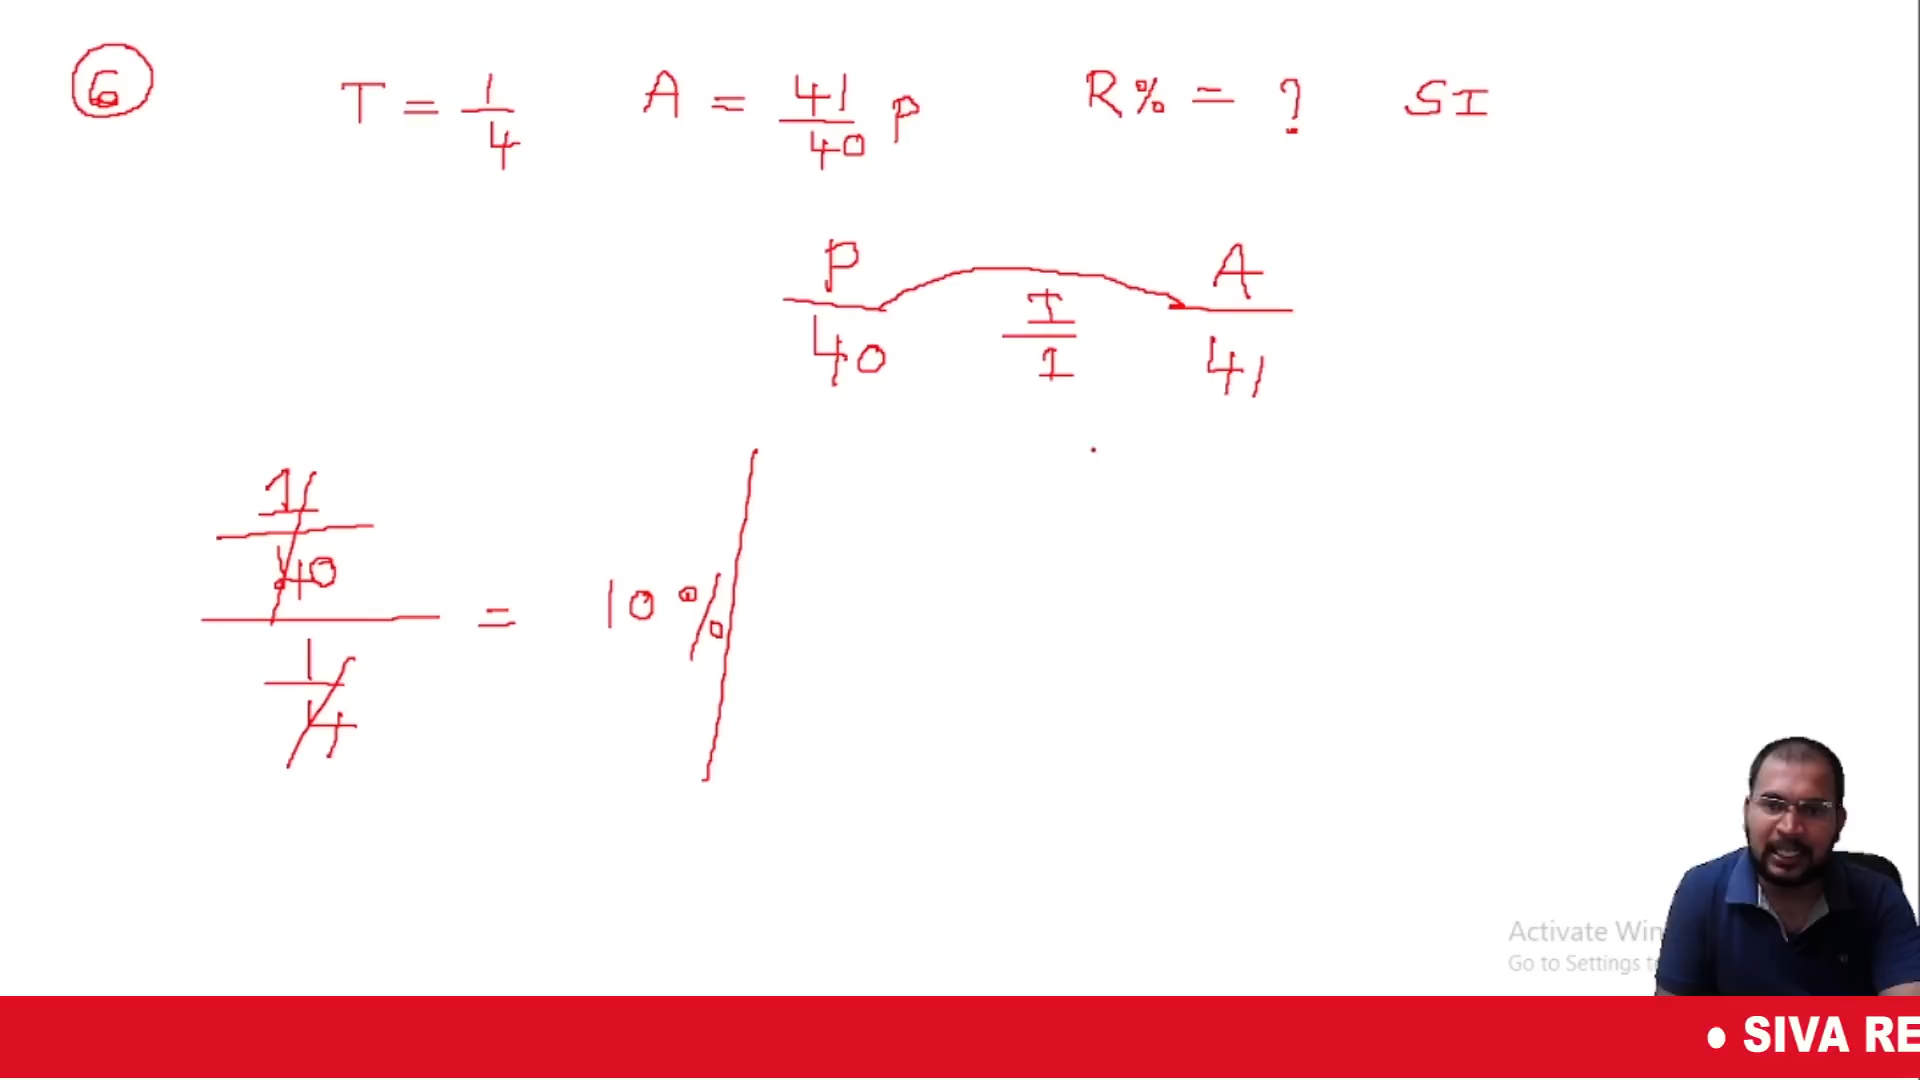 6
T = 1/4 A = 41/40 P R% = ? SI
P A
I
40 41
1
1
40
= 10%
1
4
Activate Win
Go to Settings t
• SIVA RE